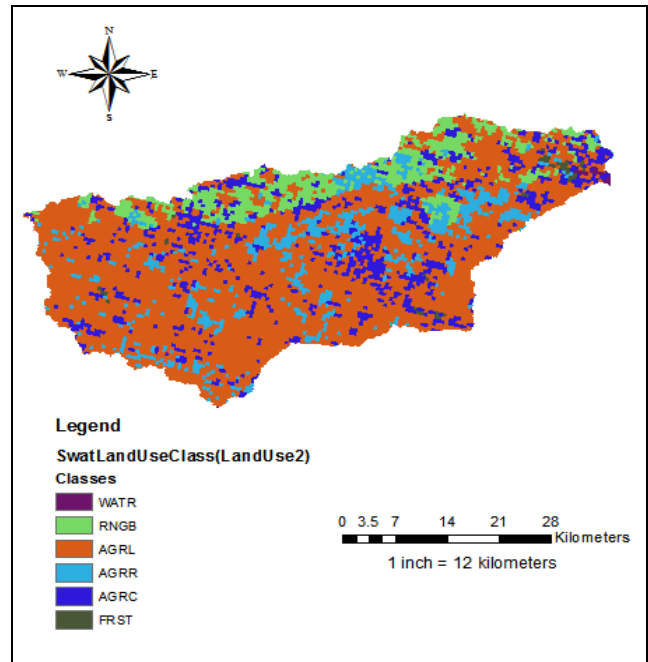 N
W E
S
Legend
SwatLandUseClass(LandUse2)
Classes
WATR
RNGB
AGRL
AGRR
AGRC
FRST
0 3.5 7 14 21 28
Kilometers
1 inch = 12 kilometers